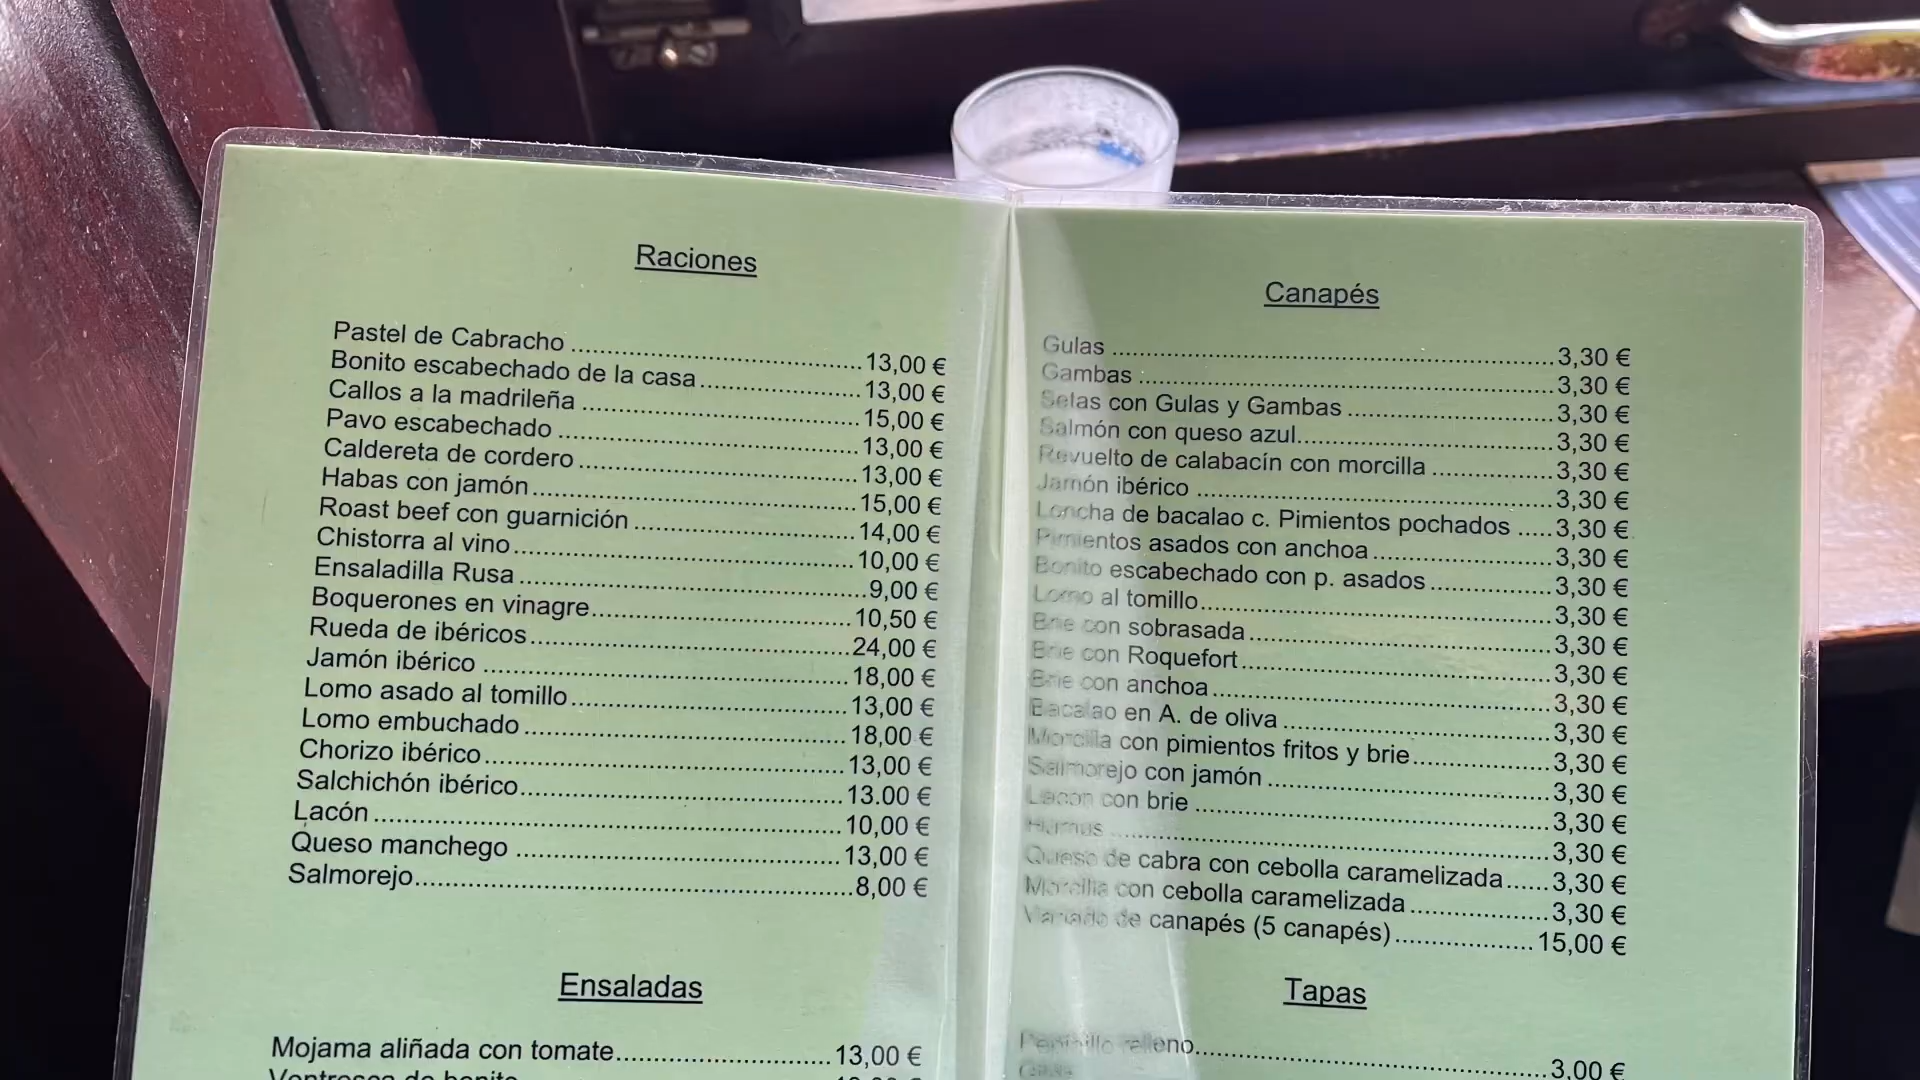 Raciones
Pastel de Cabracho 13,00 €
Bonito escabechado de la casa 13,00 €
Callos a la madrileña 15,00 €
Pavo escabechado 13,00 €
Caldereta de cordero 13,00 €
Habas con jamón 15,00 €
Roast beef con guarnición 14,00 €
Chistorra al vino 10,00 €
Ensaladilla Rusa 9,00 €
Boquerones en vinagre 10,50 €
Rueda de ibéricos 24,00 €
Jamón ibérico 18,00 €
Lomo asado al tomillo 13,00 €
Lomo embuchado 18,00 €
Chorizo ibérico 13,00 €
Salchichón ibérico 13.00 €
Lacón 10,00 €
Queso manchego 13,00 €
Salmorejo 8,00 €
Ensaladas
Mojama aliñada con tomate 13,00 €
Ventresca de bonito
Canapés
Gulas 3,30 €
Gambas 3,30 €
Setas con Gulas y Gambas 3,30 €
Salmón con queso azul 3,30 €
Revuelto de calabacín con morcilla 3,30 €
Jamón ibérico 3,30 €
Loncha de bacalao c. Pimientos pochados 3,30 €
Pimientos asados con anchoa 3,30 €
Bonito escabechado con p. asados 3,30 €
Lomo al tomillo 3,30 €
Brie con sobrasada 3,30 €
Brie con Roquefort 3,30 €
Brie con anchoa 3,30 €
Bacalao en A. de oliva 3,30 €
Morcilla con pimientos fritos y brie 3,30 €
Salmorejo con jamón 3,30 €
Lacon con brie 3,30 €
Humus 3,30 €
Queso de cabra con cebolla caramelizada 3,30 €
Morcilla con cebolla caramelizada 3,30 €
Variado de canapés (5 canapés) 15,00 €
Tapas
relleno 3,00 €